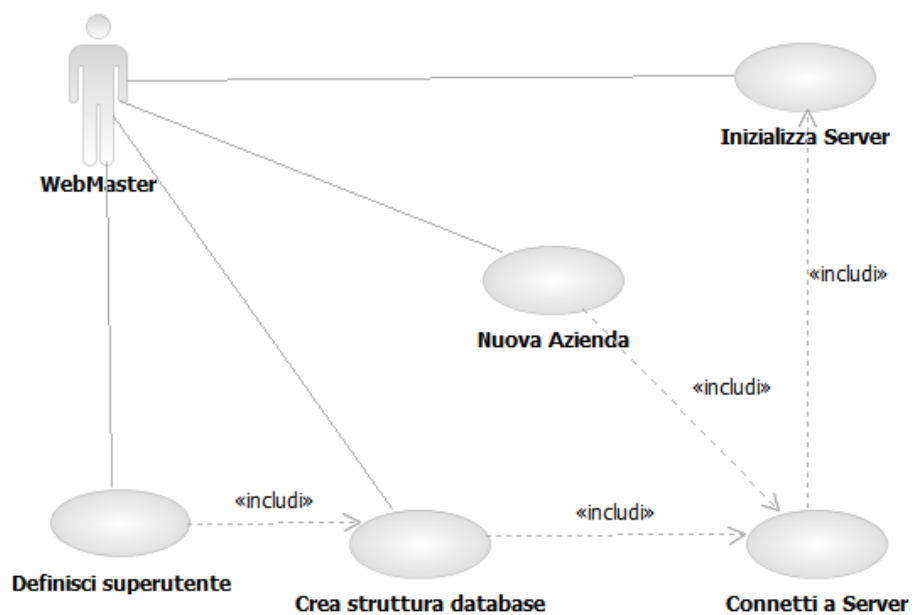 Inizializza Server
WebMaster
«includi»
Nuova Azienda
«includi»
«includi»
«includi»
Definisci superutente
Crea struttura database
Connetti a Server